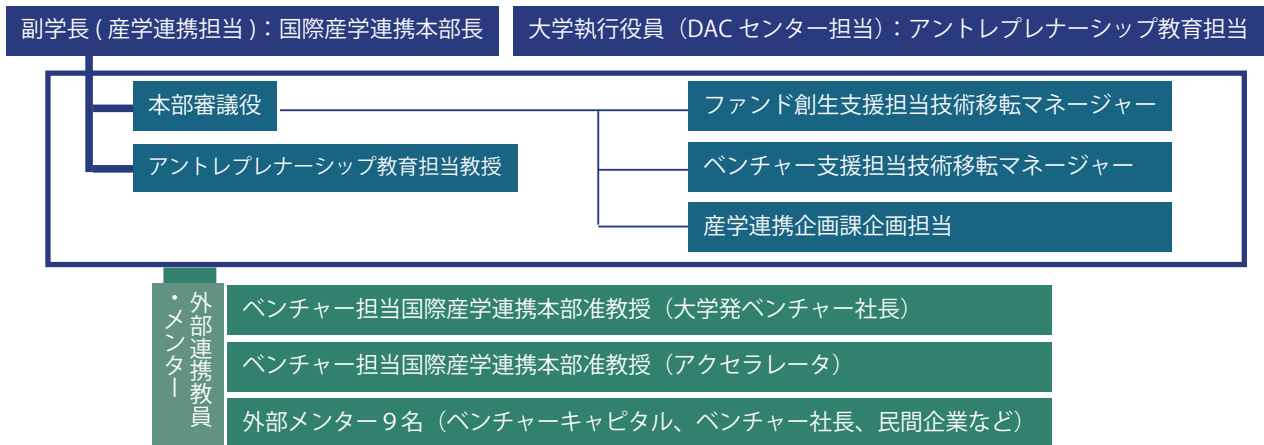 副学長 ( 産学連携担当 )：国際産学連携本部長
大学執行役員（DAC センター担当）：アントレプレナーシップ教育担当
本部審議役
ファンド創生支援担当技術移転マネージャー
アントレプレナーシップ教育担当教授
ベンチャー支援担当技術移転マネージャー
産学連携企画課企画担当
外部連携教員
・メンター
ベンチャー担当国際産学連携本部准教授（大学発ベンチャー社長）
ベンチャー担当国際産学連携本部准教授（アクセラレータ）
外部メンター９名（ベンチャーキャピタル、ベンチャー社長、民間企業など）